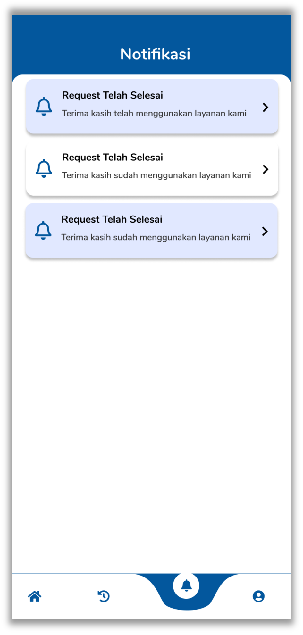 Notifikasi
Request Telah Selesai
Terima kasih telah menggunakan layanan kami
Request Telah Selesai
Terima kasih sudah menggunakan layanan kami
Request Telah Selesai
Terima kasih sudah menggunakan layanan kami